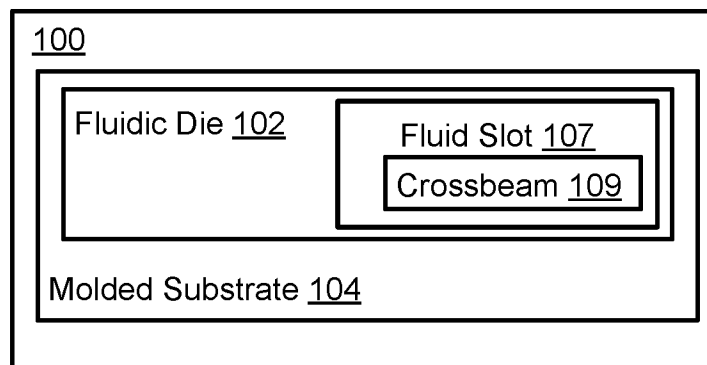 100
Fluidic Die 102
Fluid Slot 107
Crossbeam 109
Molded Substrate 104